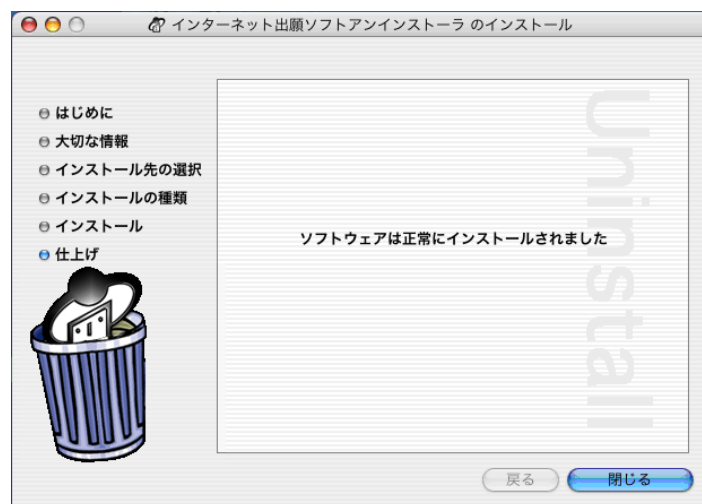 インターネット出願ソフトアンインストーラ のインストール
はじめに
大切な情報
インストール先の選択
インストールの種類
インストール
仕上げ
ソフトウェアは正常にインストールされました
Uninstall
戻る
閉じる